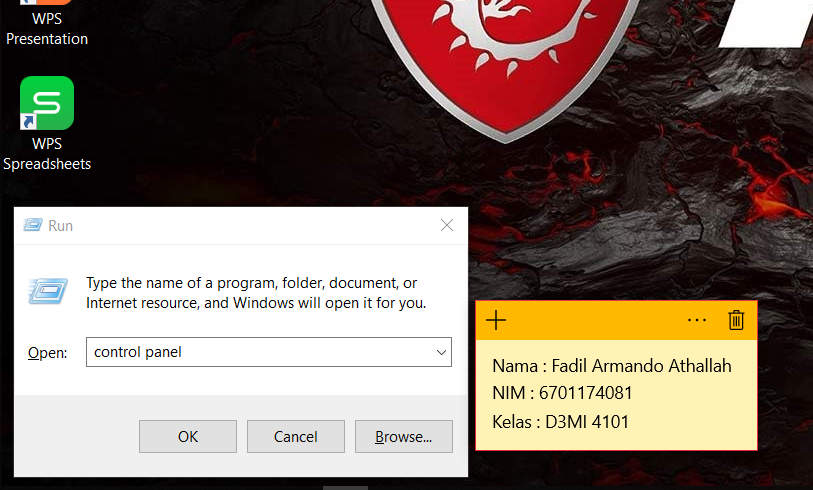 WPS
Presentation
WPS
Spreadsheets
Run
Type the name of a program, folder, document, or
Internet resource, and Windows will open it for you.
Open:
control panel
OK
Cancel
Browse...
Nama : Fadil Armando Athallah
NIM : 6701174081
Kelas : D3MI 4101